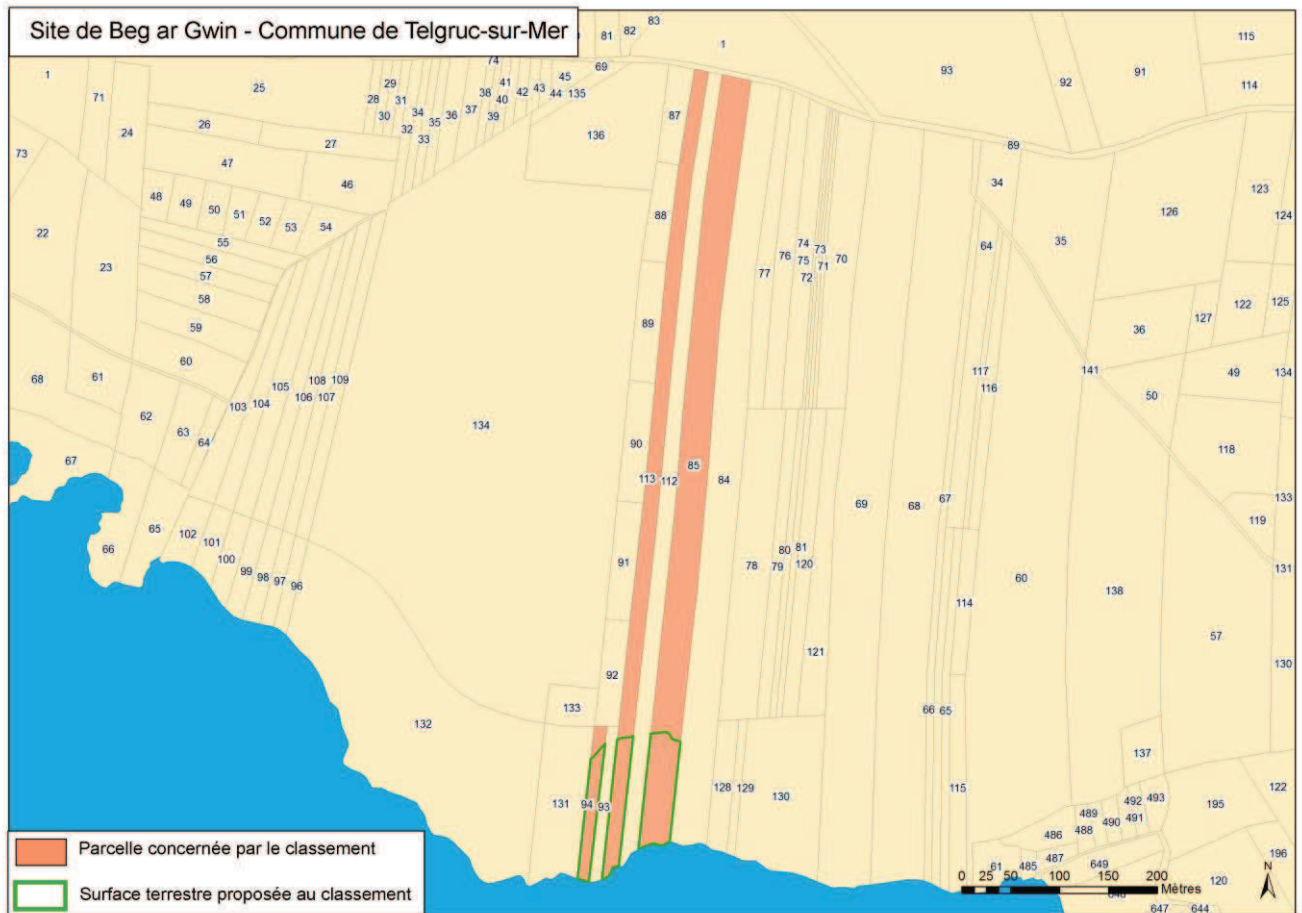 Site de Beg ar Gwin - Commune de Telgruc-sur-Mer
81 82 83
1
115
74 69
93 92 91
1 71 25 29 41 45
114
28 31 38 40 42 43 44 135 87
30 34 35 36 37 39
26 24 32 33 136
27 89
73 47 46 34 123
48 49 50 51 52 53 54 88 126 124
22 55 74 73 35
23 56 76 75 71 70 64
57 77 72
58 122 125
59 89 127
36
60
68 61 105 108 109 117 141 49 134
103 104 106 107 116 50
62
63 134 90
64 118
67 113 112 85 84
65 69 68 67 133
102 119
66 101 80 81
100 91 78 79 120 131
99 98 97 96 60 138
114
57
121
92 130
133 66 65
132
137
131 94 93 128 129 130 115 122
492 493 195
489 490 491
486 488
487 196
61 485 649
120
647 644
Parcelle concernée par le classement
Surface terrestre proposée au classement
0 25 50 100 150 200
Mètres
N